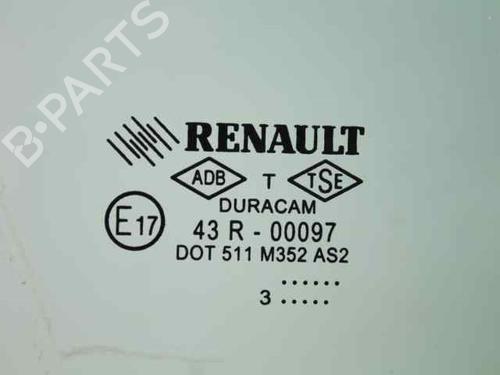 B-PARTS
RENAULT
ADB T TSE
DURACAM
E17 43 R - 00097
DOT 511 M352 AS2
......
3 .....